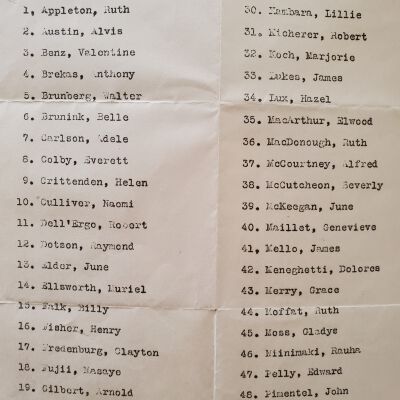 1, Appleton, Ruth
2. Austin, Alvis
3. Benz, Valentine
4. Brekas, Anthony
5. Brunberg, Walter
6. Bruniak, Belle
7. Carlson, Adele
8. Colby, Everett
9. Crittenden, Helen
10. Culliver, Naomi
11. Dell'Ergo, Robert
12. Dotson, Raymond
13. Elder, June
14. Ellsworth, Muriel
15. Falk, Billy
16. Fisher, Henry
17. Fredenburg, Clayton
18. Fujii, Masaye
19. Gilbert, Arnold
30. Lillie
31. Robert
32. Koch, Marjorie
33. Lukes, James
34. Lux, Hazel
35. MacArthur, Elwood
36. MacDonough, Ruth
37. McCourtney, Alfred
38. McCutcheon, Beverly
39. McKeegan, June
40. Maillet, Genevieve
41, Mello, James
42. Meneghetti, Dolores
43. Merry, Grace
44. Moffat, Ruth
45. Moss, Gladys
46. Niinimaki, Rauha
47. Pelly, Edward
48. Pimentel, John